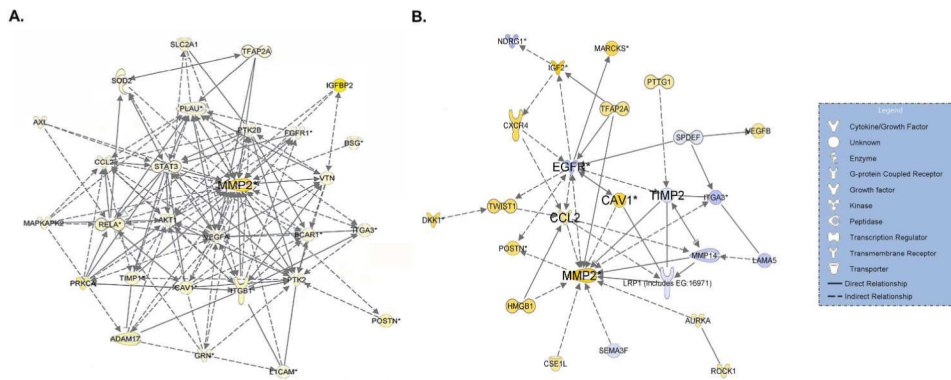 A.
SLC2A1
TFAP2A
SOD2*
IGFBP2
PLAU*
AXL
PTK2B
FGFR1*
BSG*
CCL2
STAT3
VTN
MMP2*
MAPKAPK2
RELA*
AKT1
VEGFA
BCAR1*
ITGA3*
PRKCA
TIMP1*
CAV1*
ITGB1
PTK2
POSTN*
ADAM17
GRN*
L1CAM*
B.
NDRG1*
MARCKS*
IGF2*
PTTG1
CXCR4
TFAP2A
SPDEF
VEGFB
EGFR*
TWIST1
CAV1*
TIMP2
ITGA3*
DKK1*
CCL2
POSTN*
MMP14
LAMA5
MMP2*
LRP1 (includes EG:16971)
HMGB1
AURKA
CSE1L
SEMA3F
ROCK1
Legend
Cytokine/Growth Factor
Unknown
Enzyme
G-protein Coupled Receptor
Growth factor
Kinase
Peptidase
Transcription Regulator
Transmembrane Receptor
Transporter
Direct Relationship
Indirect Relationship